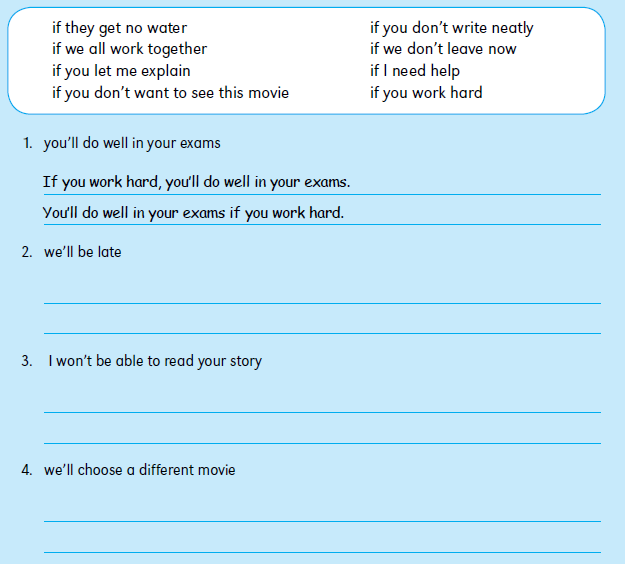 if they get no water
if we all work together
if you let me explain
if you don't want to see this movie
if you don't write neatly
if we don't leave now
if I need help
if you work hard
1. you'll do well in your exams
If you work hard, you'll do well in your exams.
You'll do well in your exams if you work hard.
2. we'll be late
3. I won't be able to read your story
4. we'll choose a different movie